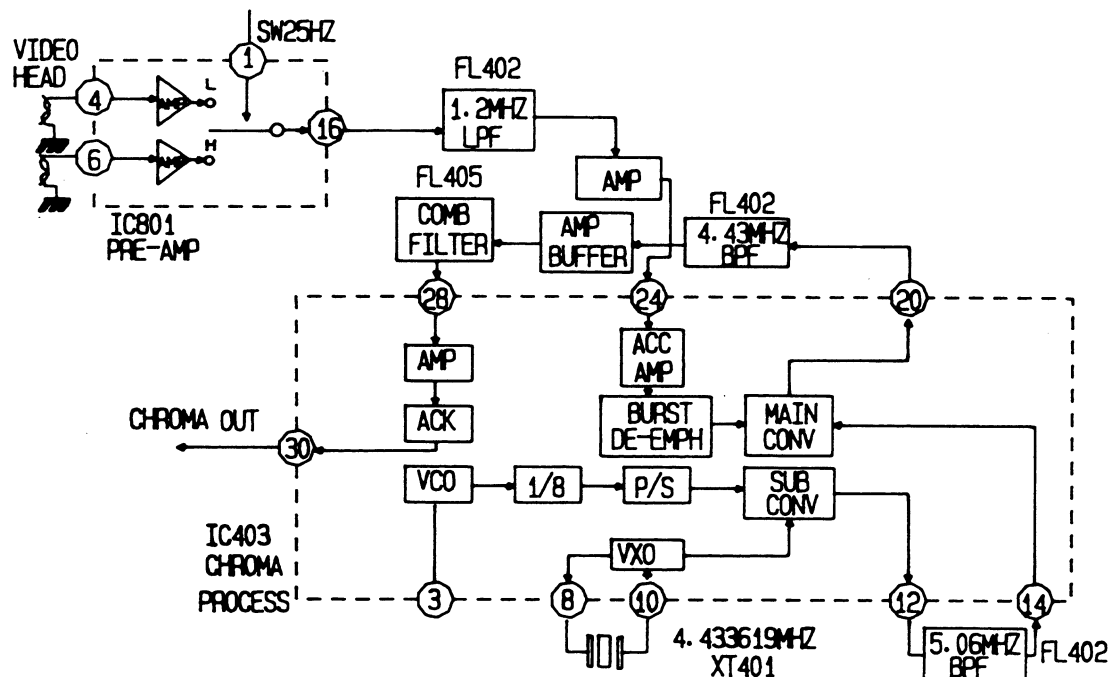 SW25HZ
VIDEO
HEAD
1
4
AMP
L
16
6
AMP
H
IC801
PRE-AMP
FL402
1.2MHZ
LPF
AMP
FL405
COMB
FILTER
AMP
BUFFER
FL402
4.43MHZ
BPF
28
24
20
AMP
ACC
AMP
ACK
BURST
DE-EMPH
MAIN
CONV
CHROMA OUT
30
VCO
1/8
P/S
SUB
CONV
IC403
CHROMA
PROCESS
VXO
3
8
10
12
14
4.433619MHZ
XT401
5.06MHZ
BPF
FL402